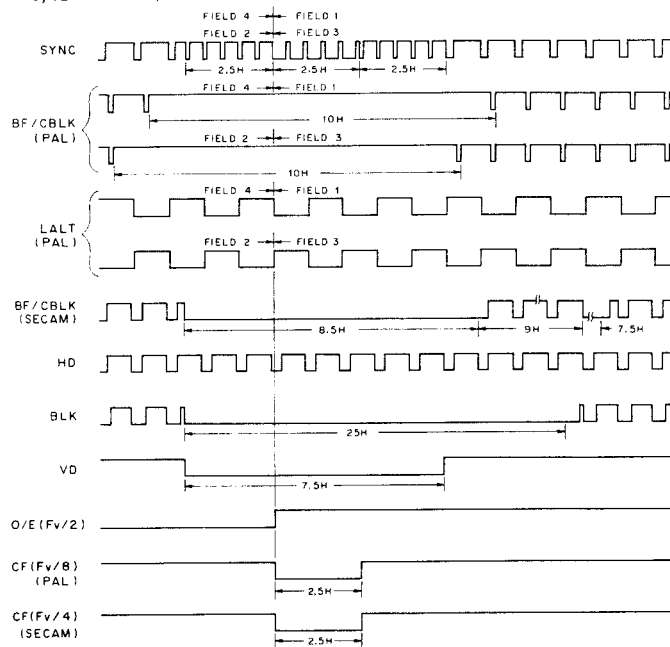 FIELD 4 FIELD 1
FIELD 2 FIELD 3
SYNC
2.5H 2.5H 2.5H
FIELD 4 FIELD 1
BF/CBLK
(PAL)
10H
FIELD 2 FIELD 3
10H
FIELD 4 FIELD 1
LALT
(PAL)
FIELD 2 FIELD 3
BF/CBLK
(SECAM)
8.5H 9H 7.5H
HD
BLK
25H
VD
7.5H
O/E(Fv/2)
CF(Fv/8)
(PAL)
2.5H
CF(Fv/4)
(SECAM)
2.5H